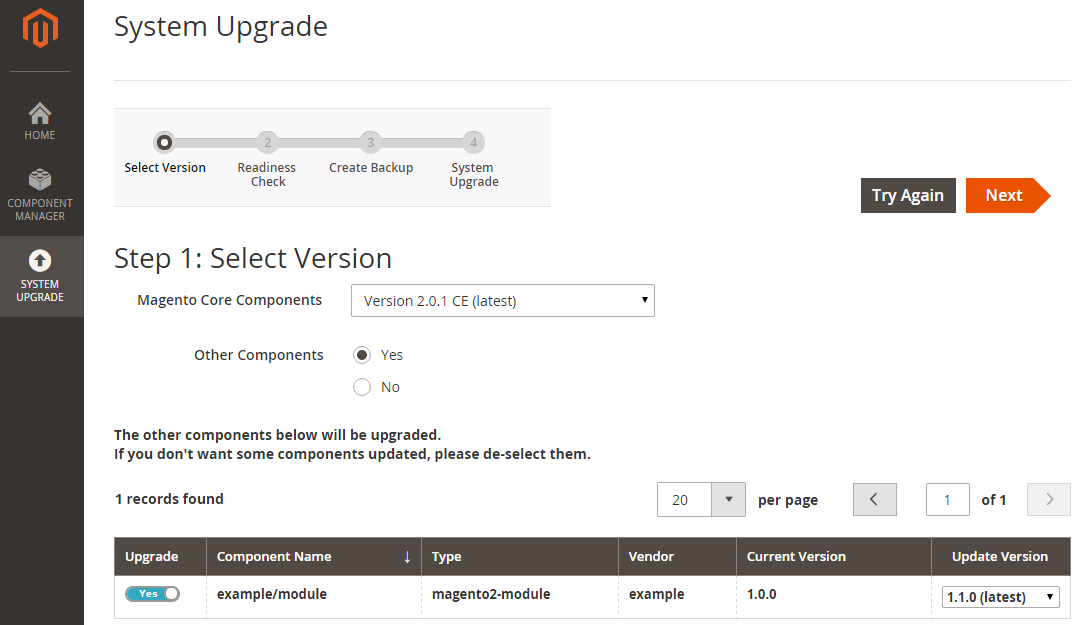 System Upgrade
HOME
COMPONENT
MANAGER
SYSTEM
UPGRADE
2
3
4
Select Version
Readiness
Check
Create Backup
System
Upgrade
Try Again
Next
Step 1: Select Version
Magento Core Components
Version 2.0.1 CE (latest)
Other Components
Yes
No
The other components below will be upgraded.
If you don't want some components updated, please de-select them.
1 records found
20
per page
1
of 1
Upgrade Component Name ↓ Type Vendor Current Version Update Version
Yes example/module magento2-module example 1.0.0 1.1.0 (latest)